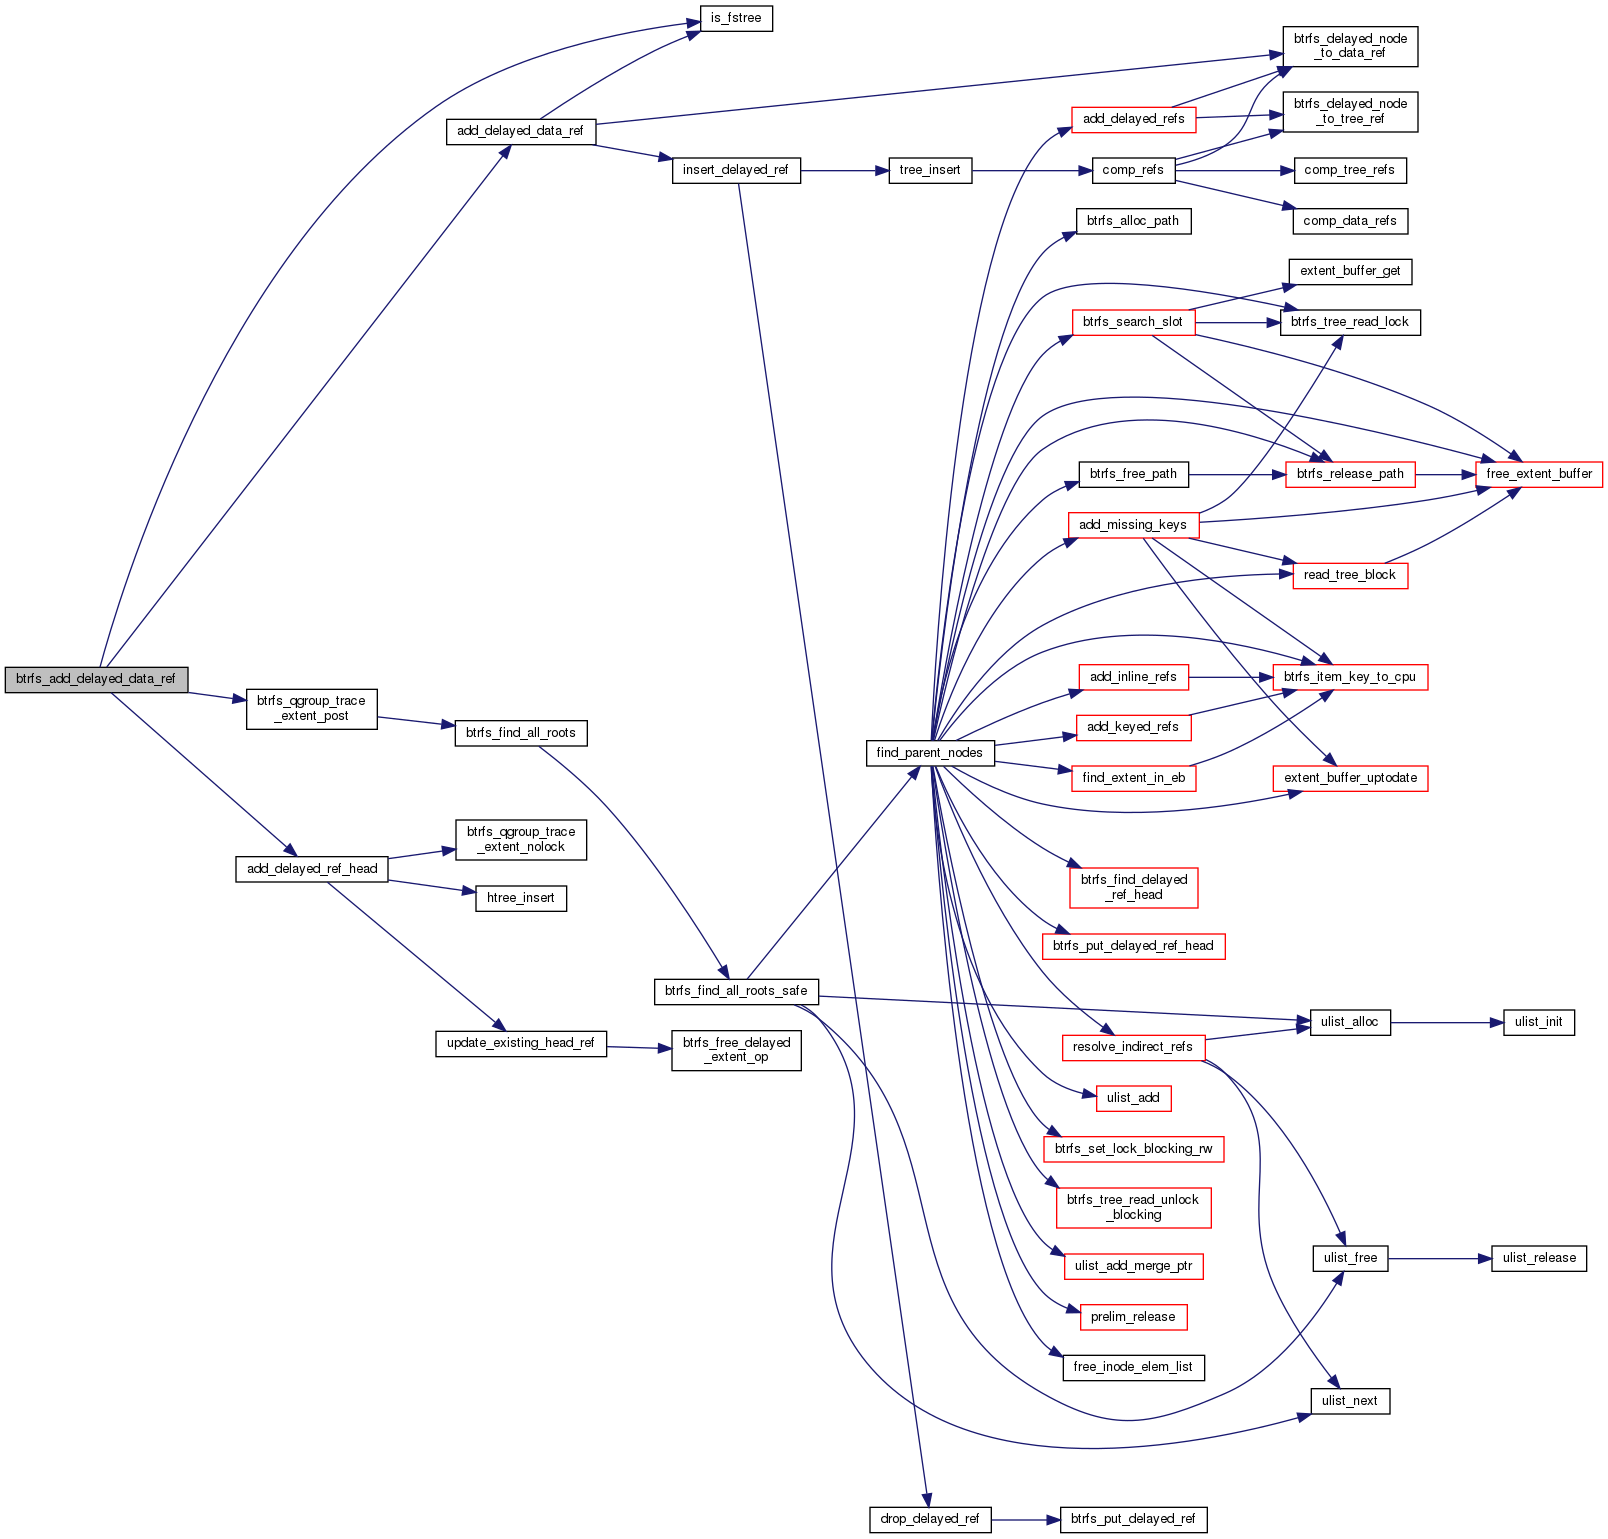 is_fstree
btrfs_delayed_node
_to_data_ref
btrfs_delayed_node
_to_tree_ref
add_delayed_refs
add_delayed_data_ref
insert_delayed_ref
tree_insert
comp_refs
comp_tree_refs
btrfs_alloc_path
comp_data_refs
extent_buffer_get
btrfs_search_slot
btrfs_tree_read_lock
btrfs_free_path
btrfs_release_path
free_extent_buffer
add_missing_keys
read_tree_block
btrfs_add_delayed_data_ref
add_inline_refs
btrfs_item_key_to_cpu
btrfs_qgroup_trace
_extent_post
btrfs_find_all_roots
add_keyed_refs
find_parent_nodes
find_extent_in_eb
extent_buffer_uptodate
btrfs_qgroup_trace
_extent_nolock
add_delayed_ref_head
htree_insert
btrfs_find_delayed
_ref_head
btrfs_put_delayed_ref_head
btrfs_find_all_roots_safe
ulist_alloc
ulist_init
update_existing_head_ref
btrfs_free_delayed
_extent_op
resolve_indirect_refs
ulist_add
btrfs_set_lock_blocking_rw
btrfs_tree_read_unlock
_blocking
ulist_add_merge_ptr
ulist_free
ulist_release
prelim_release
free_inode_elem_list
ulist_next
drop_delayed_ref
btrfs_put_delayed_ref